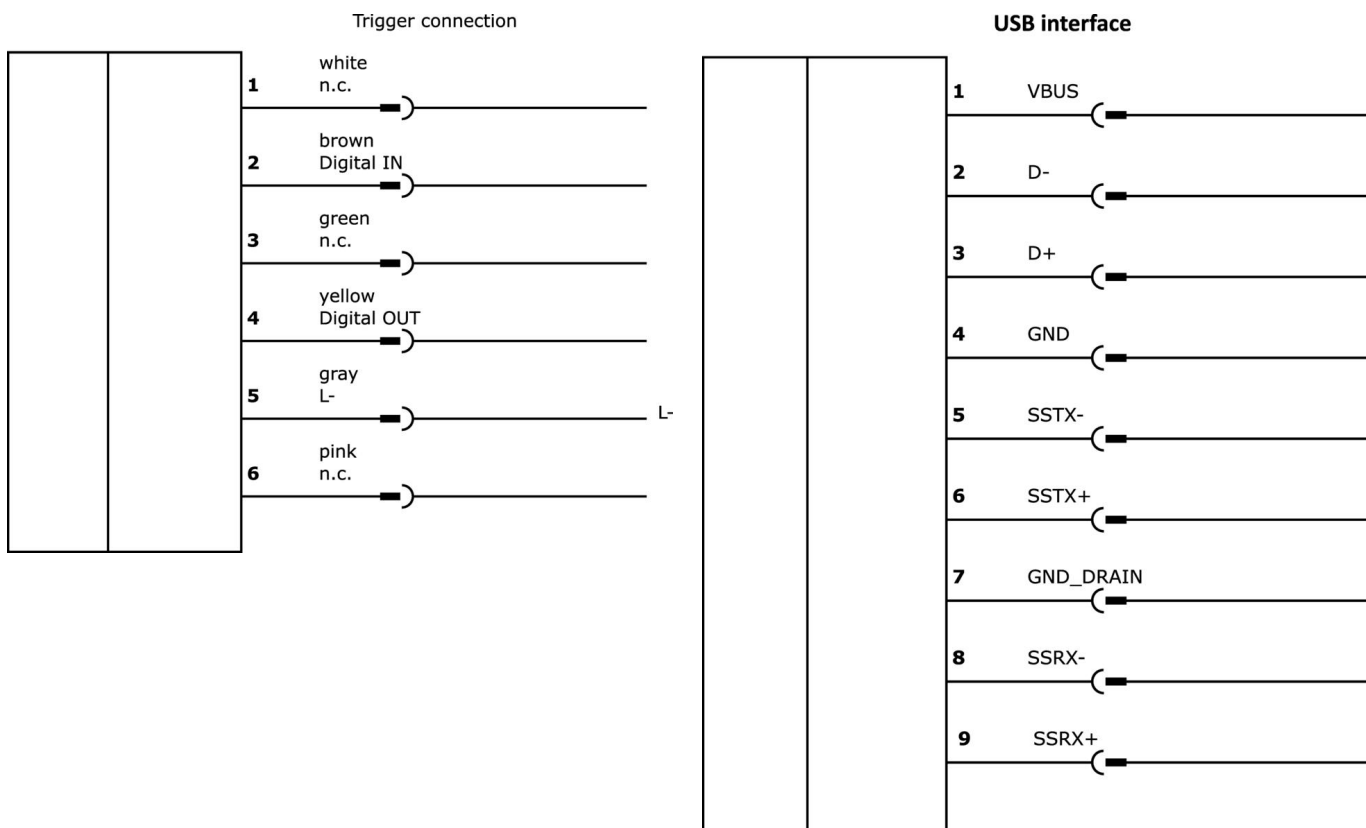 Trigger connection
white
1 n.c.
brown
2 Digital IN
green
3 n.c.
yellow
4 Digital OUT
gray
5 L-
L-
pink
6 n.c.
USB interface
1 VBUS
2 D-
3 D+
4 GND
5 SSTX-
6 SSTX+
7 GND_DRAIN
8 SSRX-
9 SSRX+